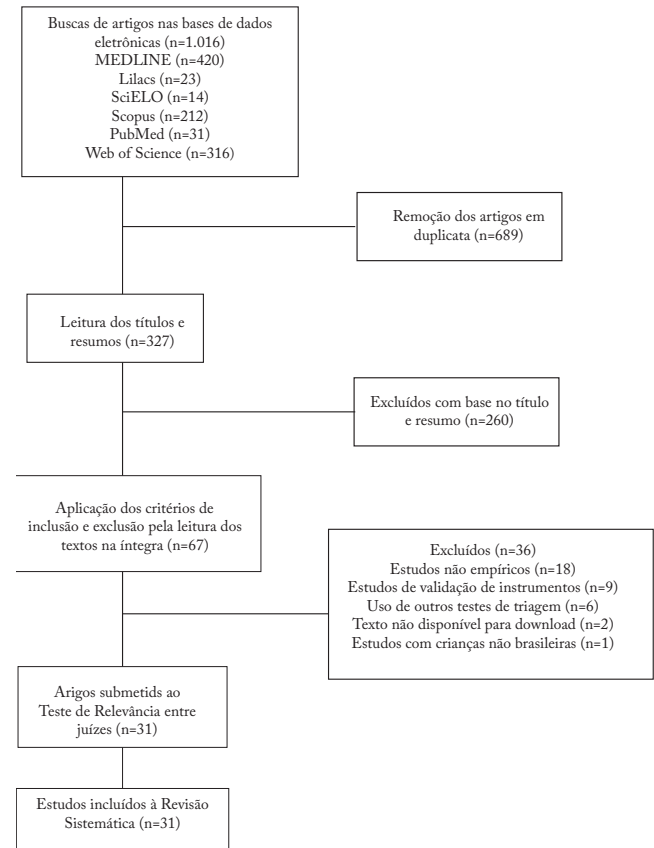 Buscas de artigos nas bases de dados
eletrônicas (n=1.016)
MEDLINE (n=420)
Lilacs (n=23)
SciELO (n=14)
Scopus (n=212)
PubMed (n=31)
Web of Science (n=316)
Remoção dos artigos em
duplicata (n=689)
Leitura dos títulos e
resumos (n=327)
Excluídos com base no título
e resumo (n=260)
Aplicação dos critérios de
inclusão e exclusão pela leitura dos
textos na íntegra (n=67)
Excluídos (n=36)
Estudos não empíricos (n=18)
Estudos de validação de instrumentos (n=9)
Uso de outros testes de triagem (n=6)
Texto não disponível para download (n=2)
Estudos com crianças não brasileiras (n=1)
Arigos submetids ao
Teste de Relevância entre
juízes (n=31)
Estudos incluídos à Revisão
Sistemática (n=31)